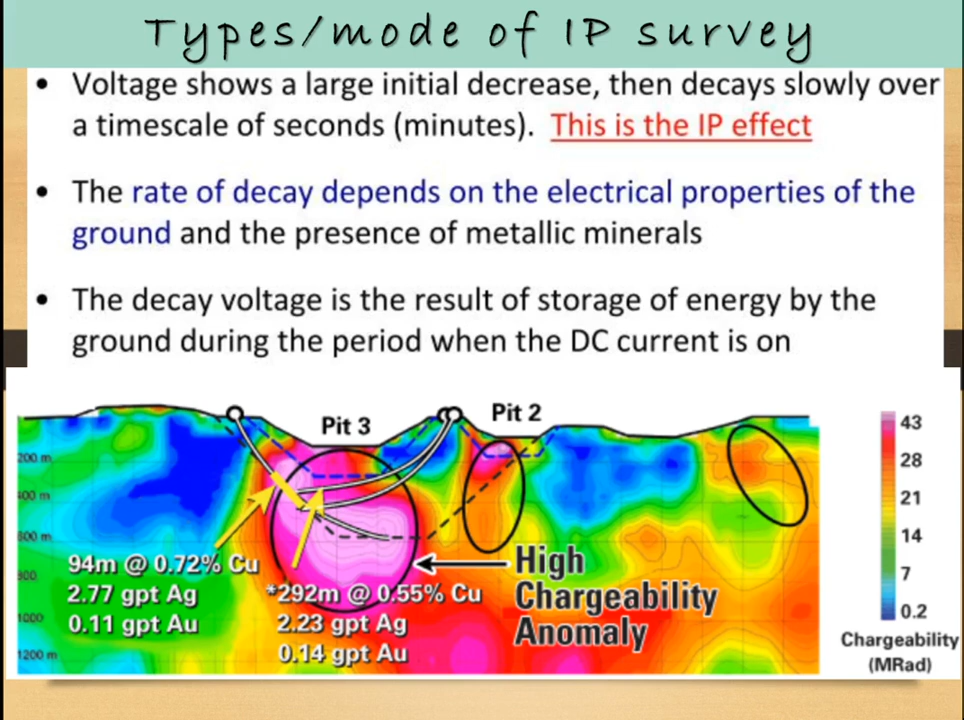 Types/mode of IP survey
• Voltage shows a large initial decrease, then decays slowly over
a timescale of seconds (minutes). This is the IP effect
• The rate of decay depends on the electrical properties of the
ground and the presence of metallic minerals
• The decay voltage is the result of storage of energy by the
ground during the period when the DC current is on
Pit 3
Pit 2
200 m
400 m
600 m
800
1000
1200 m
94m @ 0.72% Cu
2.77 gpt Ag
0.11 gpt Au
*292m @ 0.55% Cu
2.23 gpt Ag
0.14 gpt Au
High
Chargeability
Anomaly
43
28
21
14
7
0.2
Chargeability
(MRad)